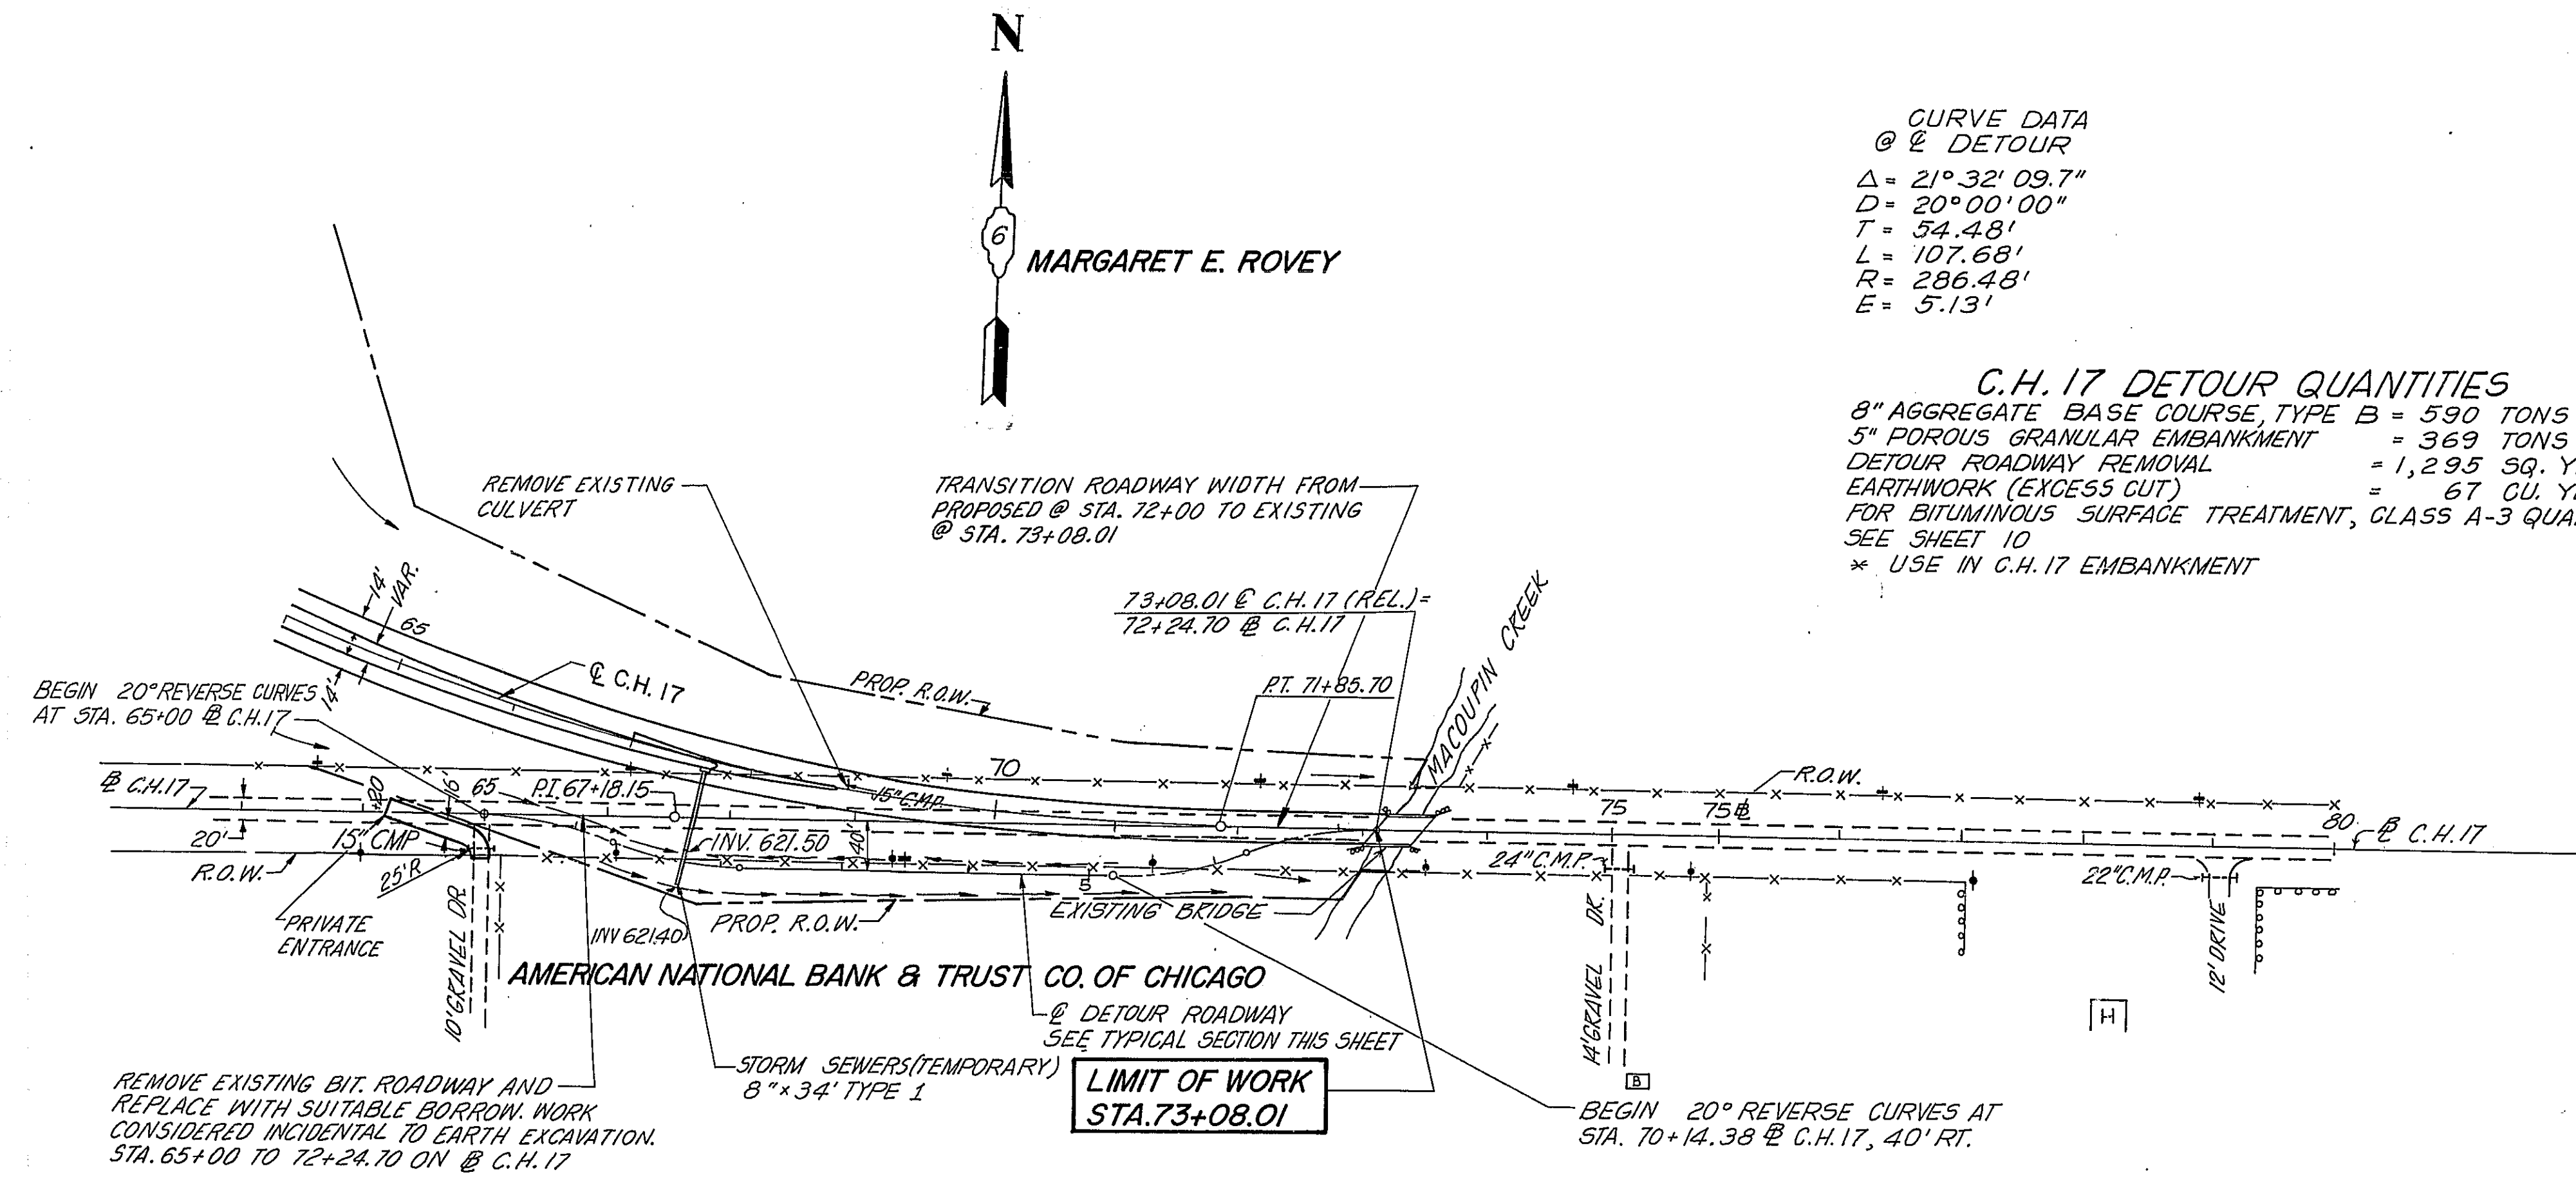 N
6
MARGARET E. ROVEY
CURVE DATA
@ ℄ DETOUR
Δ = 21° 32' 09.7"
D = 20° 00' 00"
T = 54.48'
L = 107.68'
R = 286.48'
E = 5.13'
C.H. 17 DETOUR QUANTITIES
8" AGGREGATE BASE COURSE, TYPE B = 590 TONS
5" POROUS GRANULAR EMBANKMENT = 369 TONS
DETOUR ROADWAY REMOVAL = 1,295 SQ. Y
EARTHWORK (EXCESS CUT) = 67 CU. Y
FOR BITUMINOUS SURFACE TREATMENT, CLASS A-3 QUA
SEE SHEET 10
* USE IN C.H. 17 EMBANKMENT
REMOVE EXISTING
CULVERT
TRANSITION ROADWAY WIDTH FROM
PROPOSED @ STA. 72+00 TO EXISTING
@ STA. 73+08.01
73+08.01 ℄ C.H. 17 (REL.) =
72+24.70 BL C.H. 17
MACOUPIN CREEK
14'
VAR.
65
14'
℄ C.H. 17
PROP. R.O.W.
P.T. 71+85.70
BEGIN 20° REVERSE CURVES
AT STA. 65+00 BL C.H. 17
BL C.H. 17
+20
16'
65
P.I. 67+18.15
15" C.M.P.
70
R.O.W.
75
75 BL
80
BL C.H. 17
20'
R.O.W.
15" CMP
25' R
INV. 621.50
40'
5
24" C.M.P.
22" C.M.P.
PRIVATE
ENTRANCE
10' GRAVEL DR.
INV 621.40
PROP. R.O.W.
EXISTING BRIDGE
14' GRAVEL DR.
12' DRIVE
AMERICAN NATIONAL BANK & TRUST CO. OF CHICAGO
℄ DETOUR ROADWAY
SEE TYPICAL SECTION THIS SHEET
H
B
STORM SEWERS (TEMPORARY)
8" x 34' TYPE 1
LIMIT OF WORK
STA. 73+08.01
REMOVE EXISTING BIT. ROADWAY AND
REPLACE WITH SUITABLE BORROW. WORK
CONSIDERED INCIDENTAL TO EARTH EXCAVATION.
STA. 65+00 TO 72+24.70 ON BL C.H. 17
BEGIN 20° REVERSE CURVES AT
STA. 70+14.38 BL C.H. 17, 40' RT.